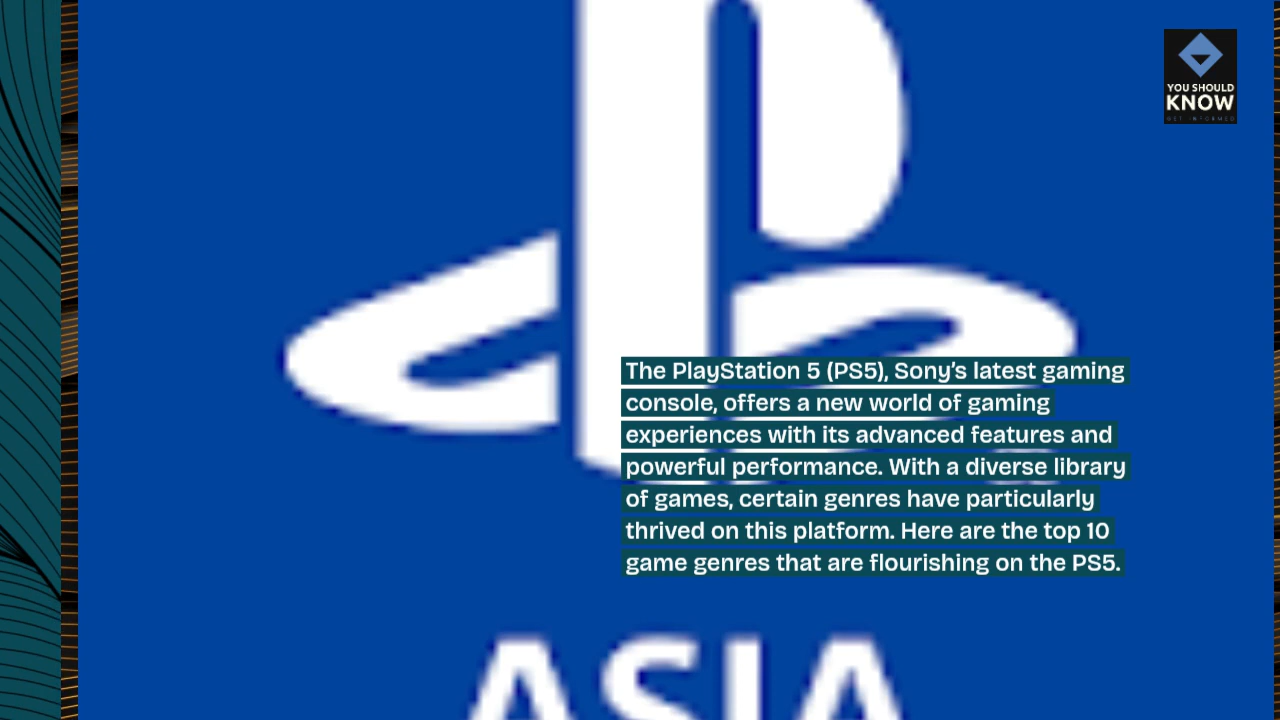 YOU SHOULD
KNOW
GET INFORMED
The PlayStation 5 (PS5), Sony's latest gaming
console, offers a new world of gaming
experiences with its advanced features and
powerful performance. With a diverse library
of games, certain genres have particularly
thrived on this platform. Here are the top 10
game genres that are flourishing on the PS5.
ASIA